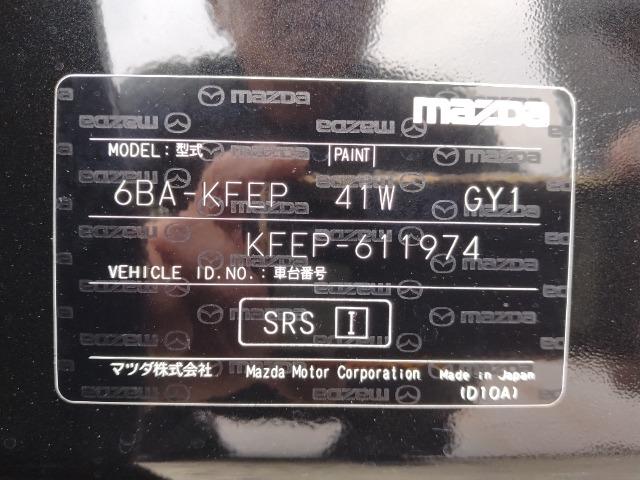 mazda
MODEL:型式 PAINT
6BA-KFEP 41W GY1
KFEP-611974
VEHICLE ID.NO.:車台番号
SRS I
マツダ株式会社 Mazda Motor Corporation Made in Japan
(D10A)